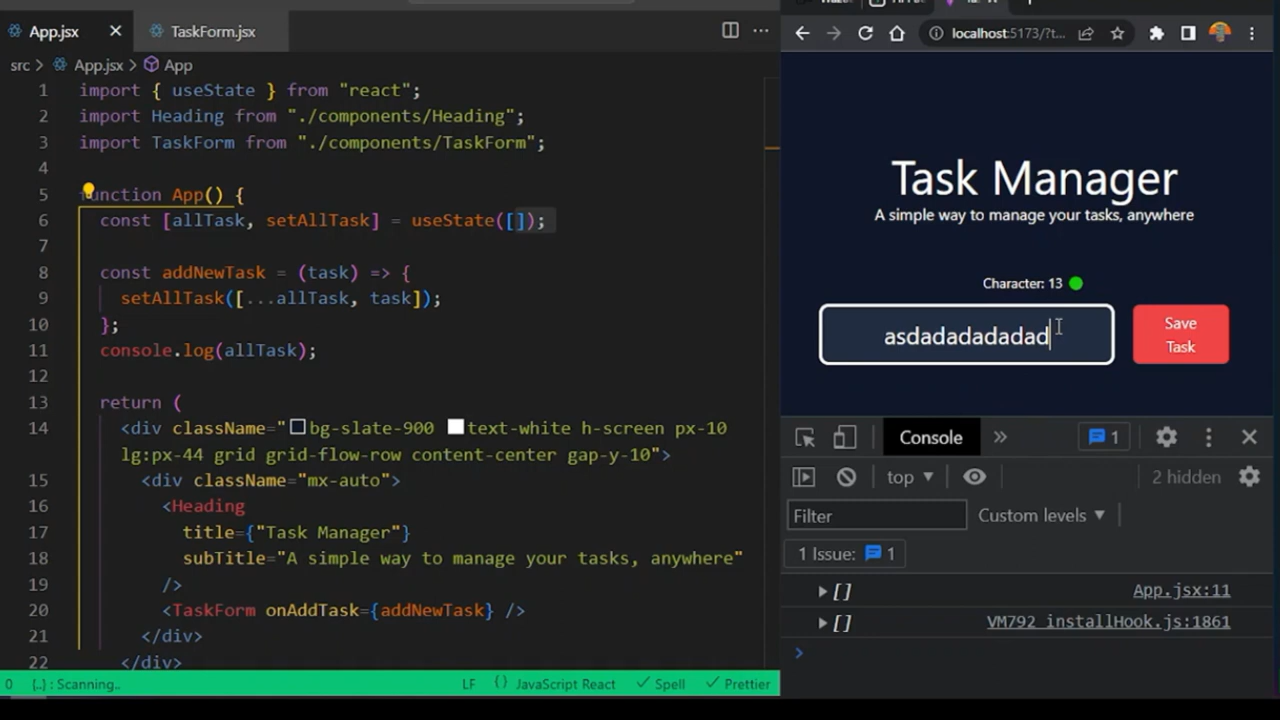 App.jsx
TaskForm.jsx
src > App.jsx > App
1 import { useState } from "react";
2 import Heading from "./components/Heading";
3 import TaskForm from "./components/TaskForm";
4
5 function App() {
6 const [allTask, setAllTask] = useState([]);
7
8 const addNewTask = (task) => {
9 setAllTask([...allTask, task]);
10 };
11 console.log(allTask);
12
13 return (
14 <div className="bg-slate-900 text-white h-screen px-10
lg:px-44 grid grid-flow-row content-center gap-y-10">
15 <div className="mx-auto">
16 <Heading
17 title={"Task Manager"}
18 subTitle="A simple way to manage your tasks, anywhere"
19 />
20 <TaskForm onAddTask={addNewTask} />
21 </div>
22 </div>
0 {..} : Scanning.. LF {} JavaScript React ✓ Spell ✓ Prettier
localhost:5173/?t...
Task Manager
A simple way to manage your tasks, anywhere
Character: 13
asdadadadadad
Save
Task
Console » 1
top ▼ 2 hidden
Filter Custom levels ▼
1 Issue: 1
▶ [] App.jsx:11
▶ [] VM792 installHook.js:1861
>